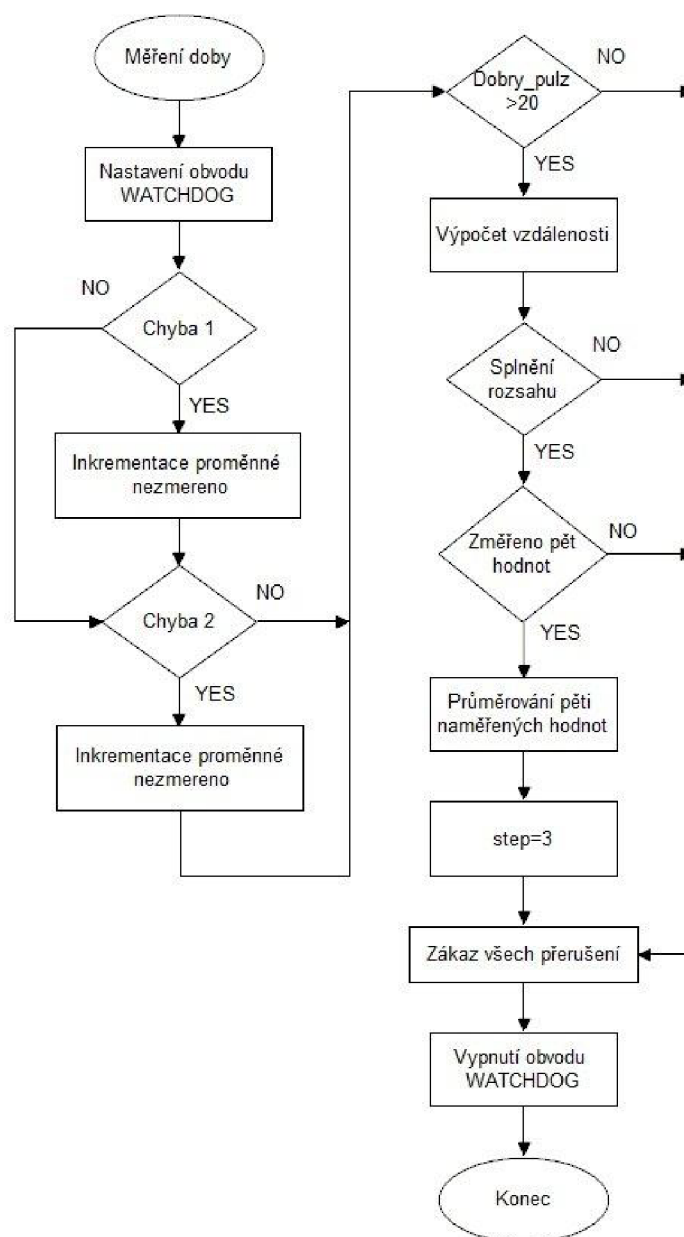 Měření doby
Nastavení obvodu
WATCHDOG
NO
Chyba 1
YES
Inkrementace proměnné
nezmereno
Chyba 2
NO
YES
Inkrementace proměnné
nezmereno
Dobry_pulz
>20
NO
YES
Výpočet vzdálenosti
Splnění
rozsahu
NO
YES
Změřeno pět
hodnot
NO
YES
Průměrování pěti
naměřených hodnot
step=3
Zákaz všech přerušení
Vypnutí obvodu
WATCHDOG
Konec